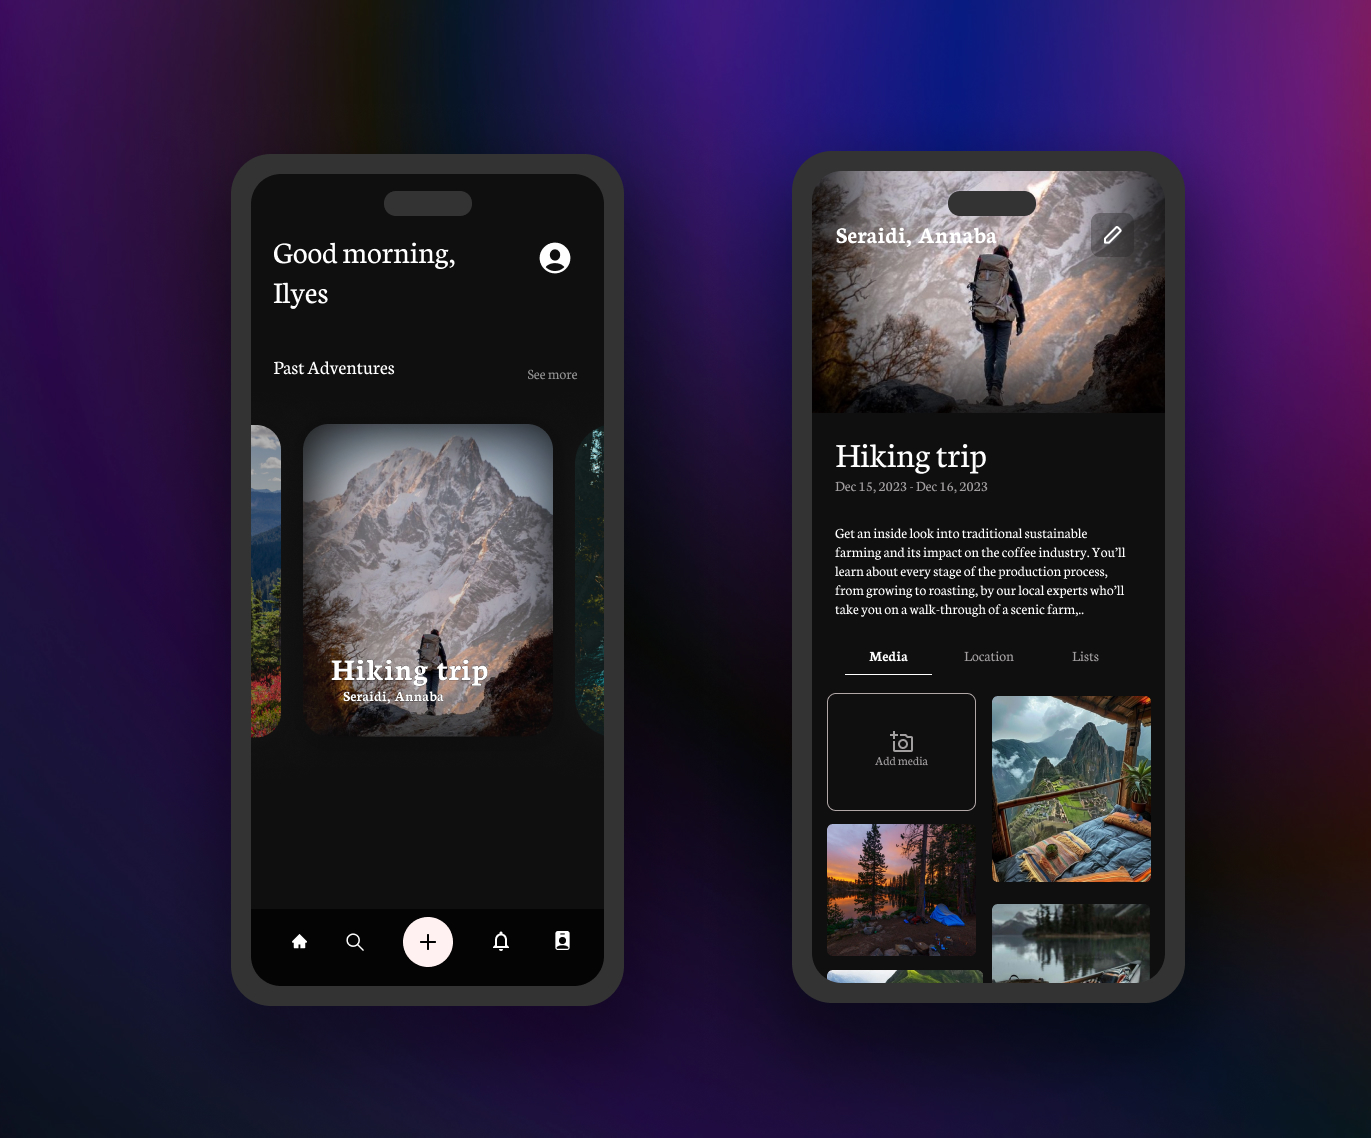 Good morning,
Ilyes
Past Adventures
See more
Hiking trip
Seraidi, Annaba
Seraidi, Annaba
Hiking trip
Dec 15, 2023 - Dec 16, 2023
Get an inside look into traditional sustainable
farming and its impact on the coffee industry. You’ll
learn about every stage of the production process,
from growing to roasting, by our local experts who’ll
take you on a walk-through of a scenic farm,..
Media
Location
Lists
Add media